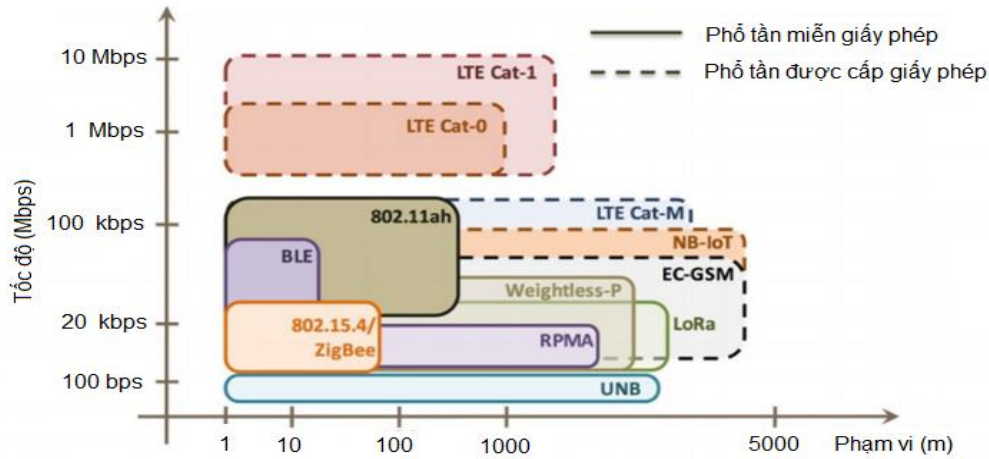 Phổ tần miễn giấy phép
Phổ tần được cấp giấy phép
10 Mbps
LTE Cat-1
LTE Cat-0
1 Mbps
Tốc độ (Mbps)
100 kbps
802.11ah
LTE Cat-M
NB-IoT
BLE
EC-GSM
Weightless-P
20 kbps
802.15.4/
ZigBee
RPMA
LoRa
100 bps
UNB
1
10
100
1000
5000
Phạm vi (m)